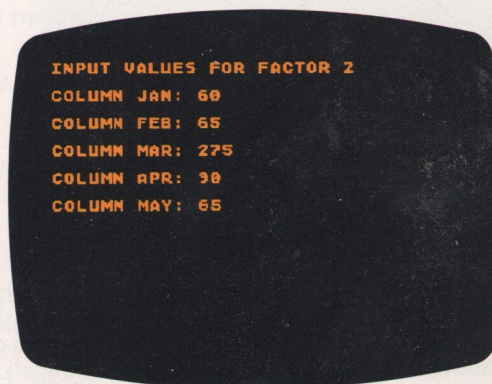 INPUT VALUES FOR FACTOR 2
COLUMN JAN: 60
COLUMN FEB: 65
COLUMN MAR: 275
COLUMN APR: 90
COLUMN MAY: 65